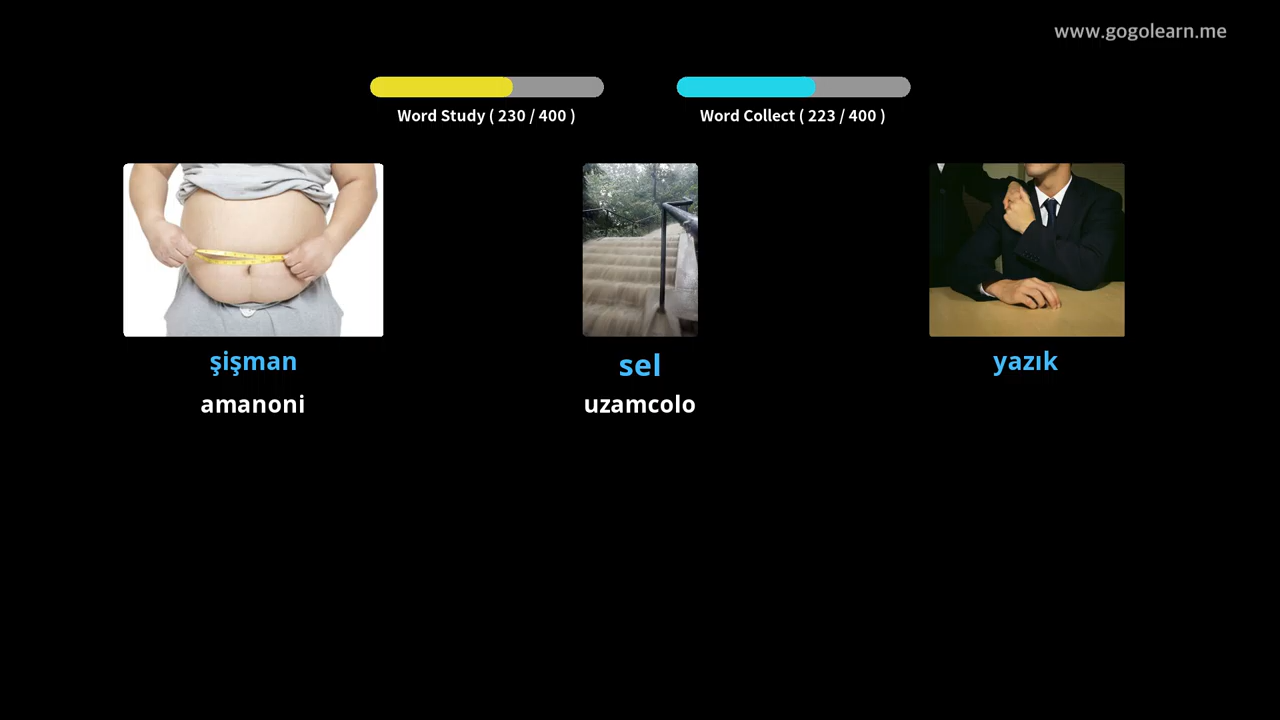 www.gogolearn.me
Word Study ( 230 / 400 )
Word Collect ( 223 / 400 )
şişman
sel
yazık
amanoni
uzamcolo